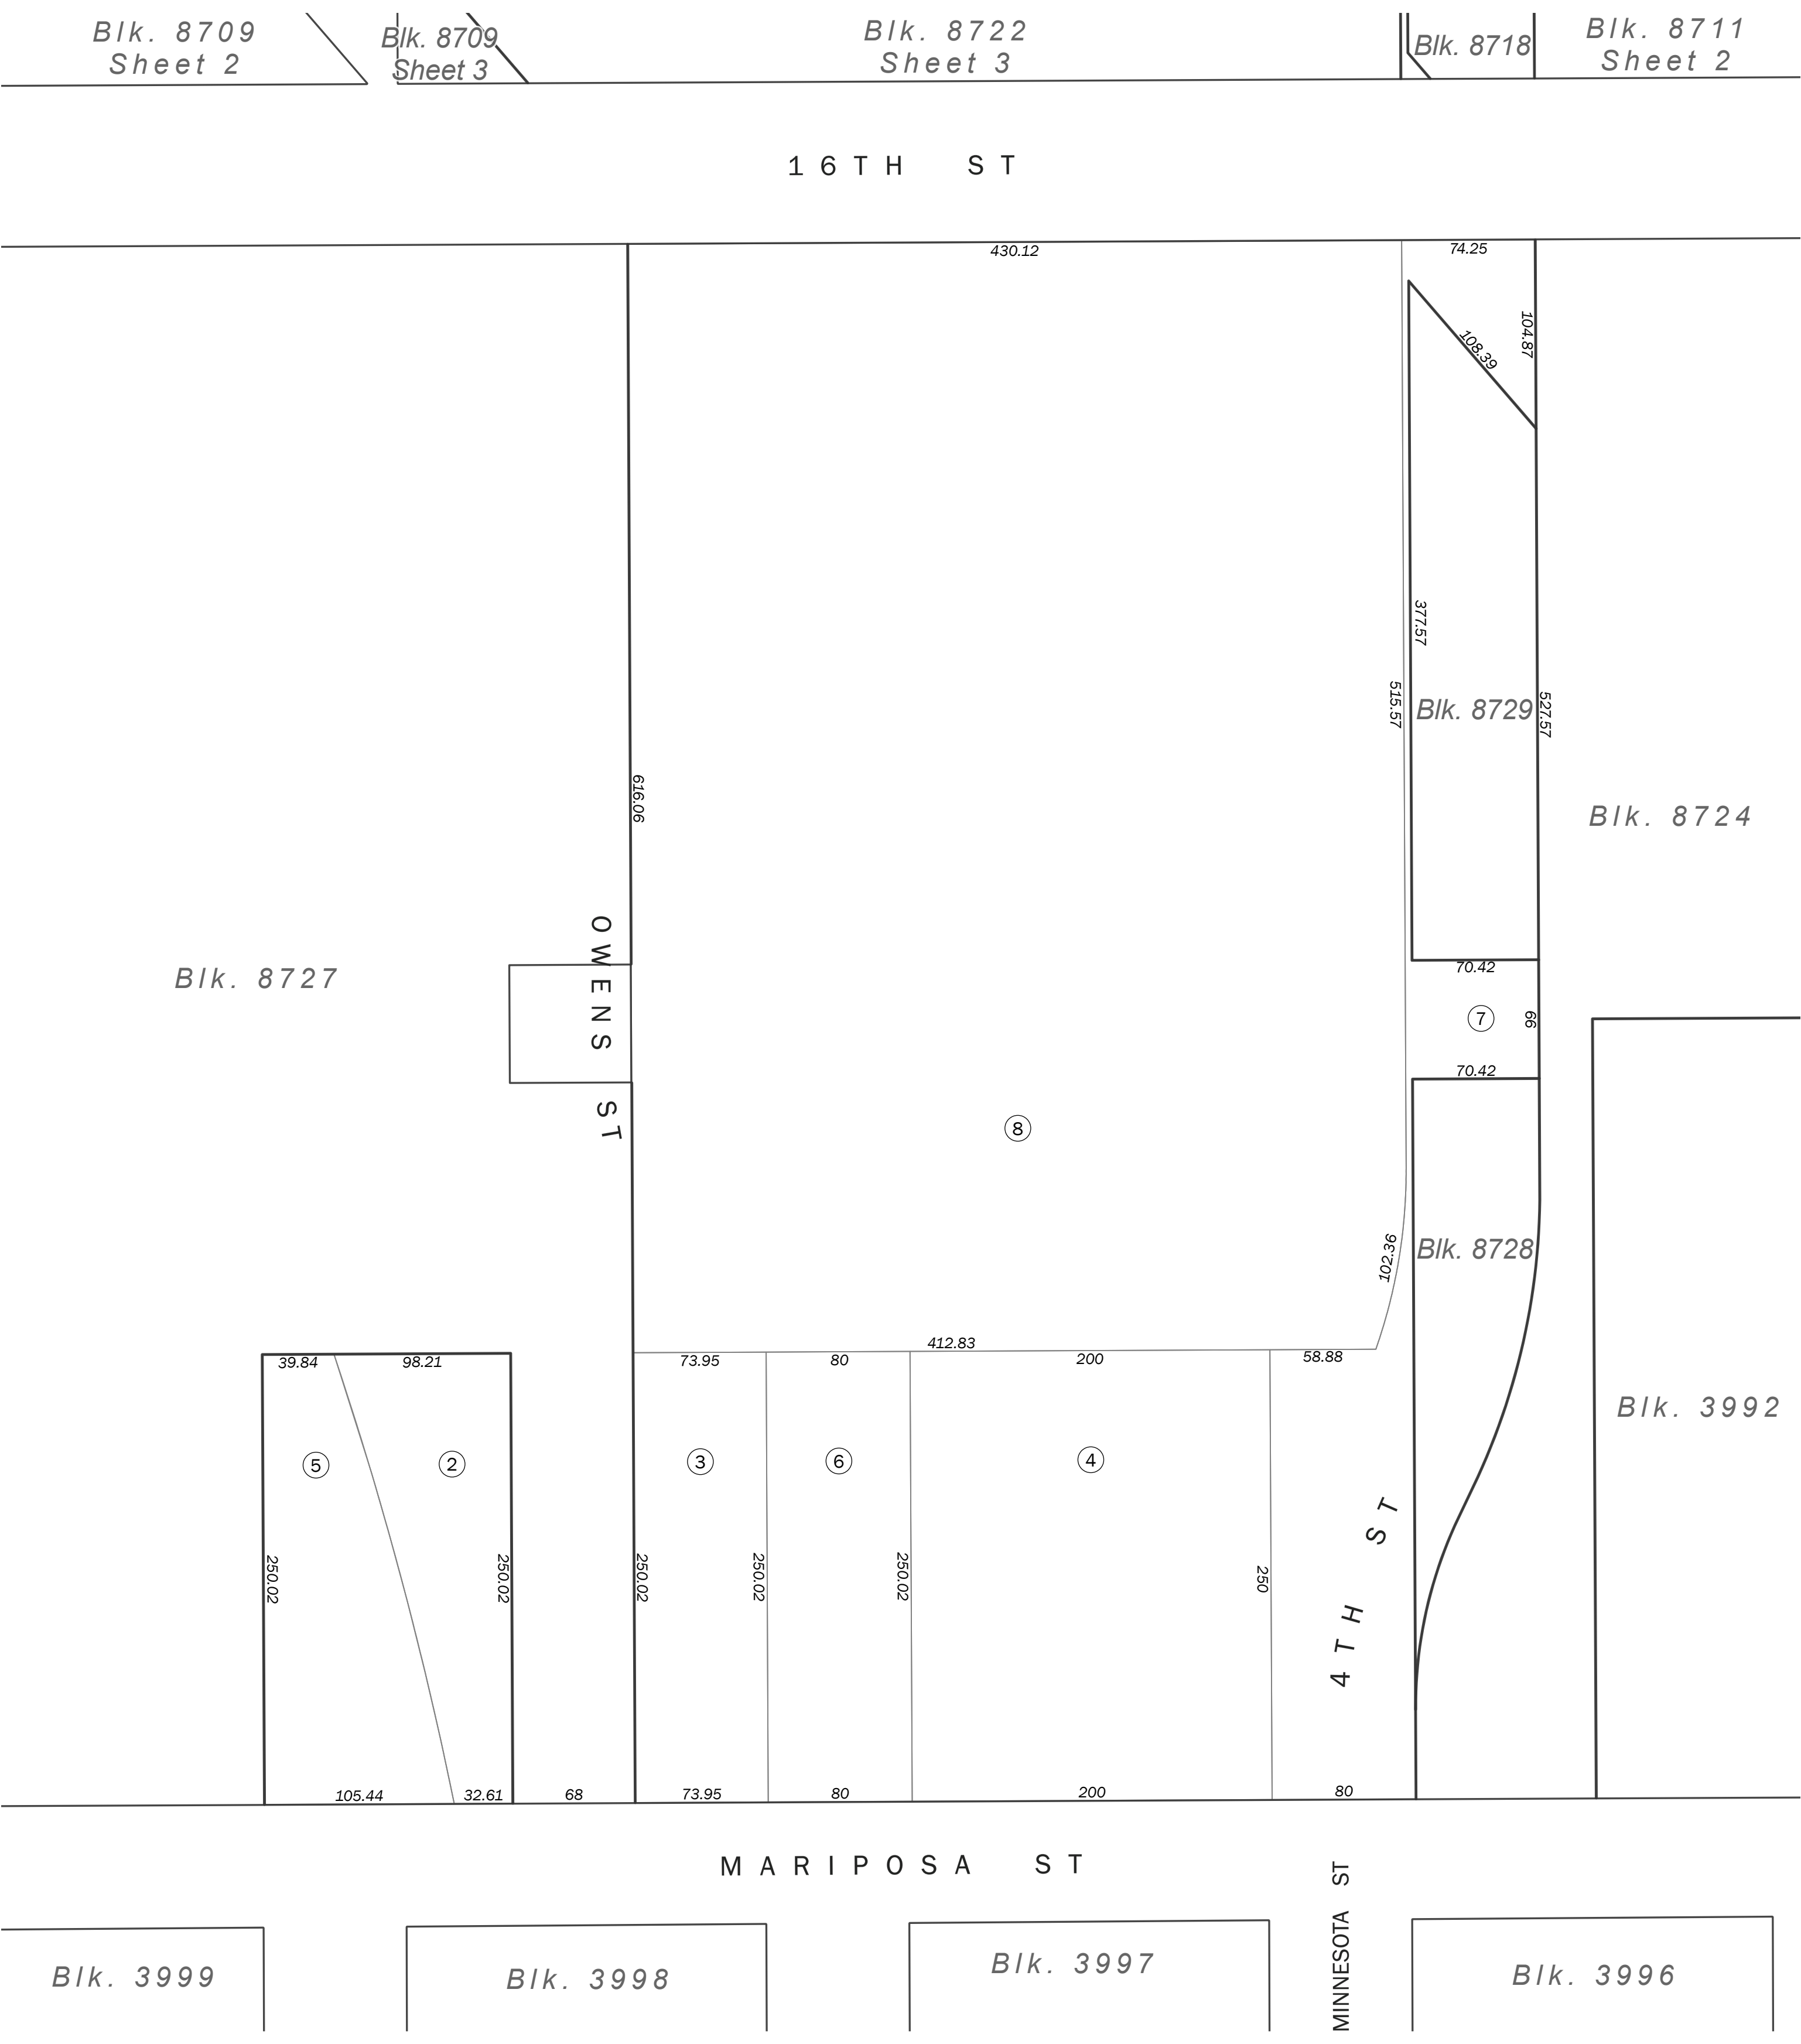 Blk. 8709
Sheet 2
Blk. 8709
Sheet 3
Blk. 8722
Sheet 3
Blk. 8718
Blk. 8711
Sheet 2
16TH ST
430.12
74.25
104.87
108.39
377.57
515.57
Blk. 8729
527.57
616.06
Blk. 8724
OWENS ST
Blk. 8727
70.42
7
66
70.42
8
102.36
Blk. 8728
412.83
39.84
98.21
73.95
80
200
58.88
Blk. 3992
5
2
3
6
4
4TH ST
250.02
250.02
250.02
250.02
250.02
250
105.44
32.61
68
73.95
80
200
80
MARIPOSA ST
MINNESOTA ST
Blk. 3999
Blk. 3998
Blk. 3997
Blk. 3996